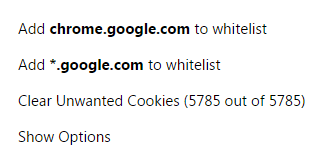 Add chrome.google.com to whitelist
Add *.google.com to whitelist
Clear Unwanted Cookies (5785 out of 5785)
Show Options